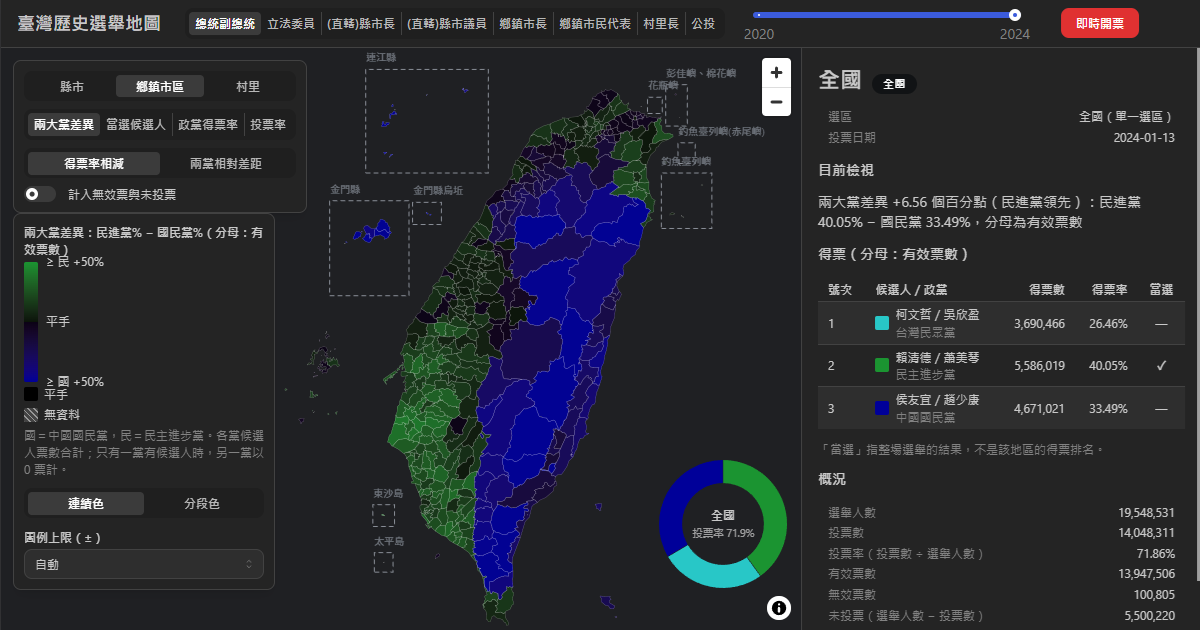 臺灣歷史選舉地圖
總統副總統 立法委員 (直轄)縣市長 (直轄)縣市議員 鄉鎮市長 鄉鎮市民代表 村里長 公投
2020 2024
即時開票
縣市 鄉鎮市區 村里
兩大黨差異 當選候選人 政黨得票率 投票率
得票率相減 兩黨相對差距
計入無效票與未投票
兩大黨差異：民進黨% − 國民黨%（分母：有
效票數）
≥ 民 +50%
平手
≥ 國 +50%
平手
無資料
國＝中國國民黨，民＝民主進步黨。各黨候選
人票數合計；只有一黨有候選人時，另一黨以
0 票計。
連續色 分段色
圖例上限（±）
自動
連江縣
彭佳嶼、棉花嶼
花瓶嶼
釣魚臺列嶼(赤尾嶼)
釣魚臺列嶼
金門縣
金門縣烏坵
東沙島
太平島
+
−
全國
投票率 71.9%
全國 全國
選區 全國（單一選區）
投票日期 2024-01-13
目前檢視
兩大黨差異 +6.56 個百分點（民進黨領先）：民進黨
40.05% − 國民黨 33.49%，分母為有效票數
得票（分母：有效票數）
號次 候選人 / 政黨 得票數 得票率 當選
1 柯文哲 / 吳欣盈 3,690,466 26.46% —
台灣民眾黨
2 賴清德 / 蕭美琴 5,586,019 40.05% ✓
民主進步黨
3 侯友宜 / 趙少康 4,671,021 33.49% —
中國國民黨
「當選」指整場選舉的結果，不是該地區的得票排名。
概況
選舉人數 19,548,531
投票數 14,048,311
投票率（投票數 ÷ 選舉人數） 71.86%
有效票數 13,947,506
無效票數 100,805
未投票（選舉人數 − 投票數） 5,500,220